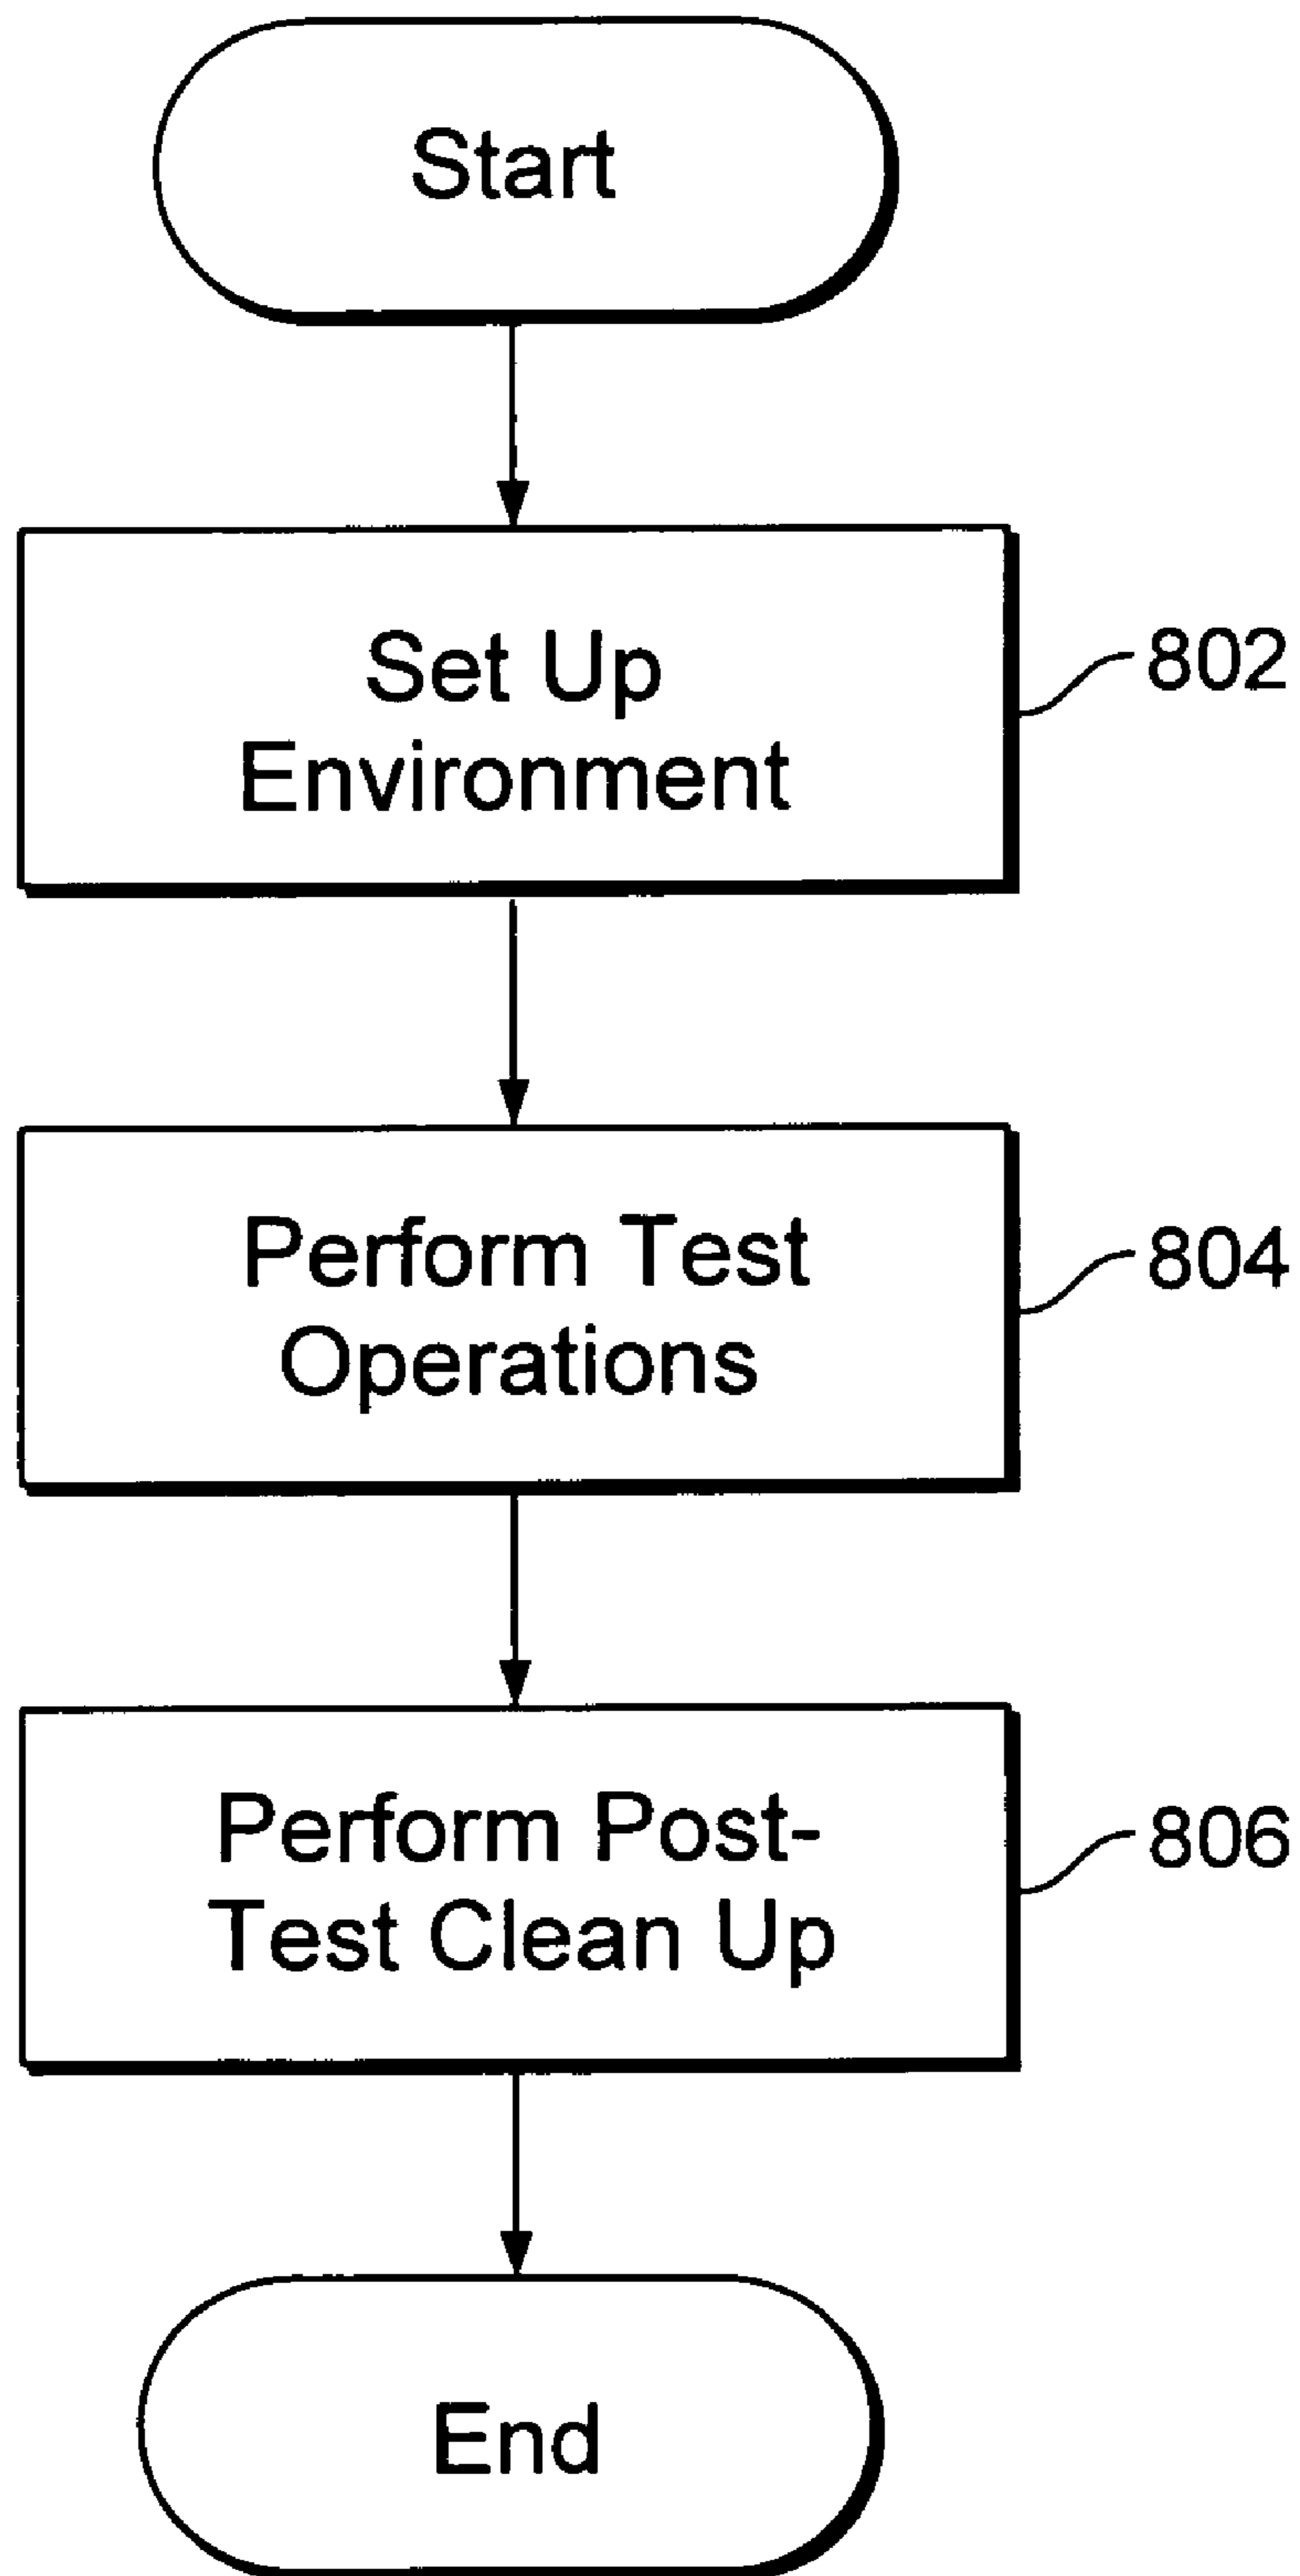 Start
Set Up
Environment
802
Perform Test
Operations
804
Perform Post-
Test Clean Up
806
End